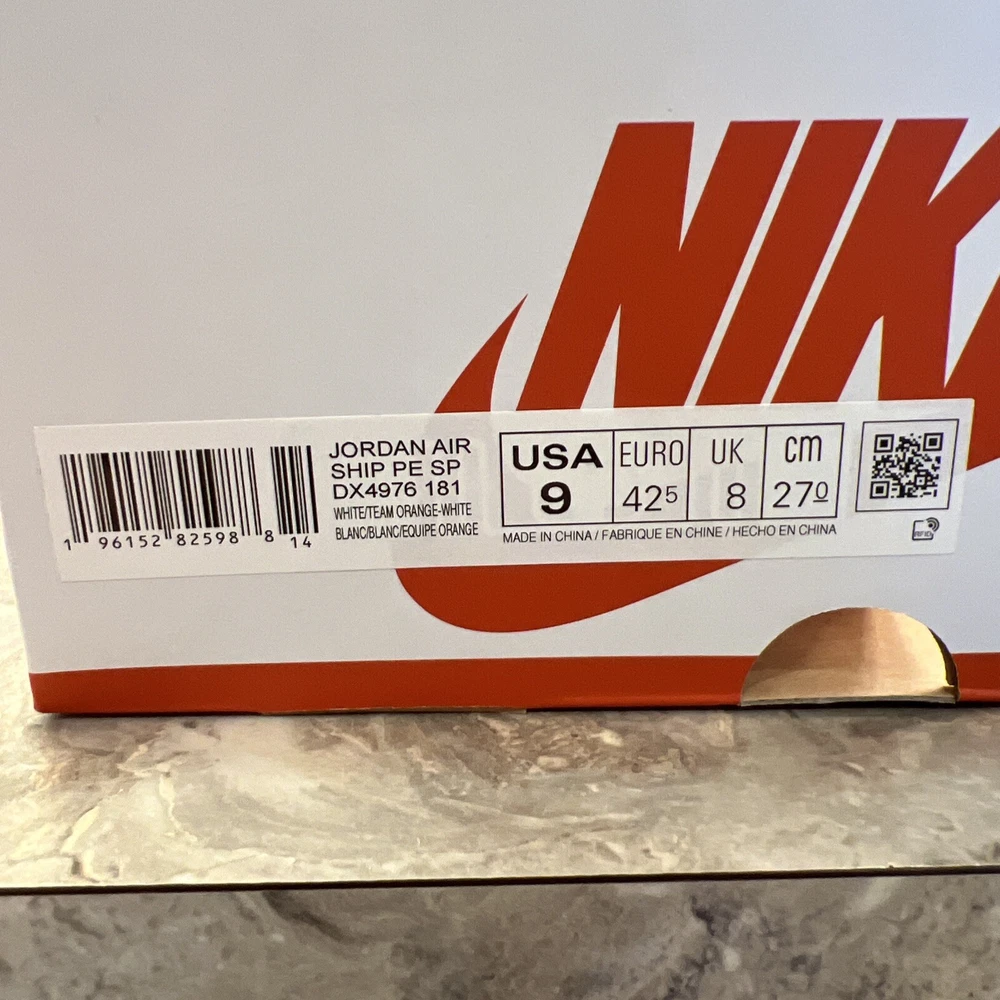 NIK
JORDAN AIR
SHIP PE SP
DX4976 181
WHITE/TEAM ORANGE-WHITE
BLANC/BLANC/EQUIPE ORANGE
1 96152 82598 8 14
USA EURO UK cm
9 425 8 270
MADE IN CHINA / FABRIQUE EN CHINE / HECHO EN CHINA
RFID